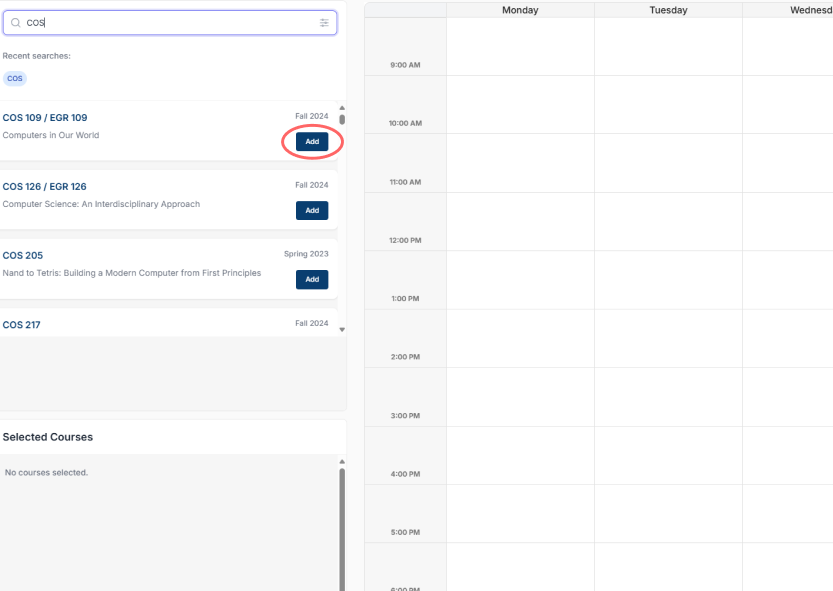 cos
Recent searches:
COS
COS 109 / EGR 109
Fall 2024
Computers in Our World
Add
COS 126 / EGR 126
Fall 2024
Computer Science: An Interdisciplinary Approach
Add
COS 205
Spring 2023
Nand to Tetris: Building a Modern Computer from First Principles
Add
COS 217
Fall 2024
Selected Courses
No courses selected.
Monday
Tuesday
Wednesd
9:00 AM
10:00 AM
11:00 AM
12:00 PM
1:00 PM
2:00 PM
3:00 PM
4:00 PM
5:00 PM
6:00 PM